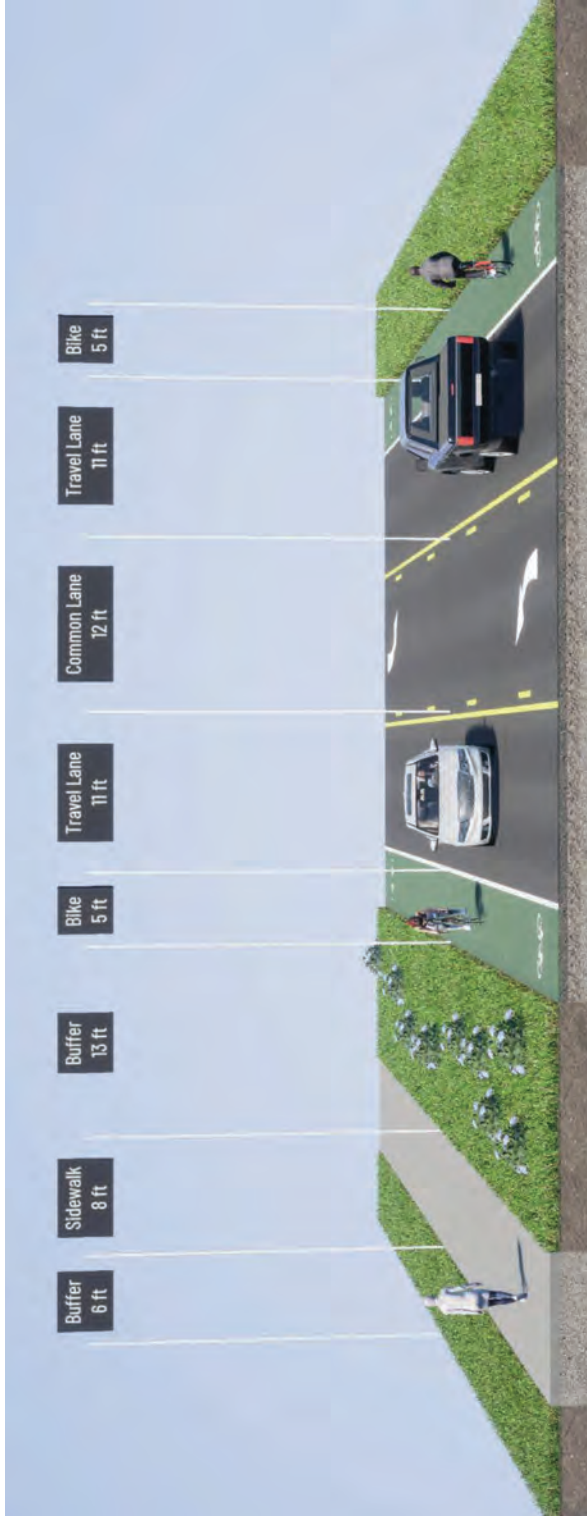 Buffer
6 ft
Sidewalk
8 ft
Buffer
13 ft
Bike
5 ft
Travel Lane
11 ft
Common Lane
12 ft
Travel Lane
11 ft
Bike
5 ft